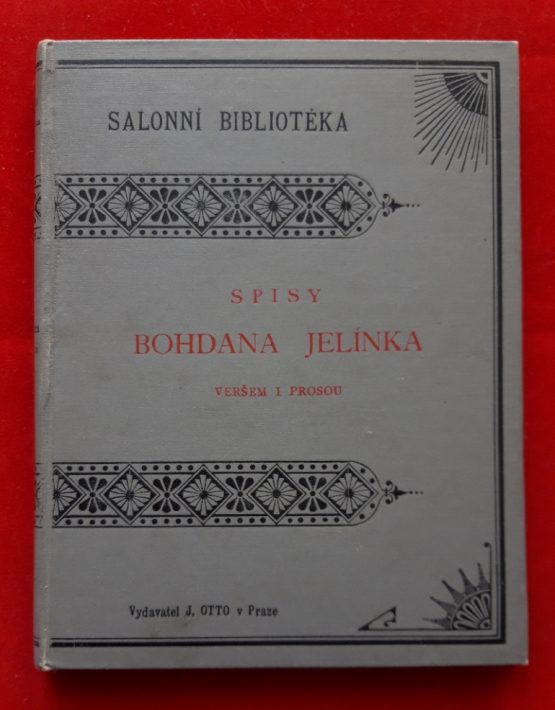 SALONNÍ BIBLIOTÉKA
SPISY
BOHDANA JELÍNKA
VERŠEM I PROSOU
Vydavatel J. OTTO v Praze